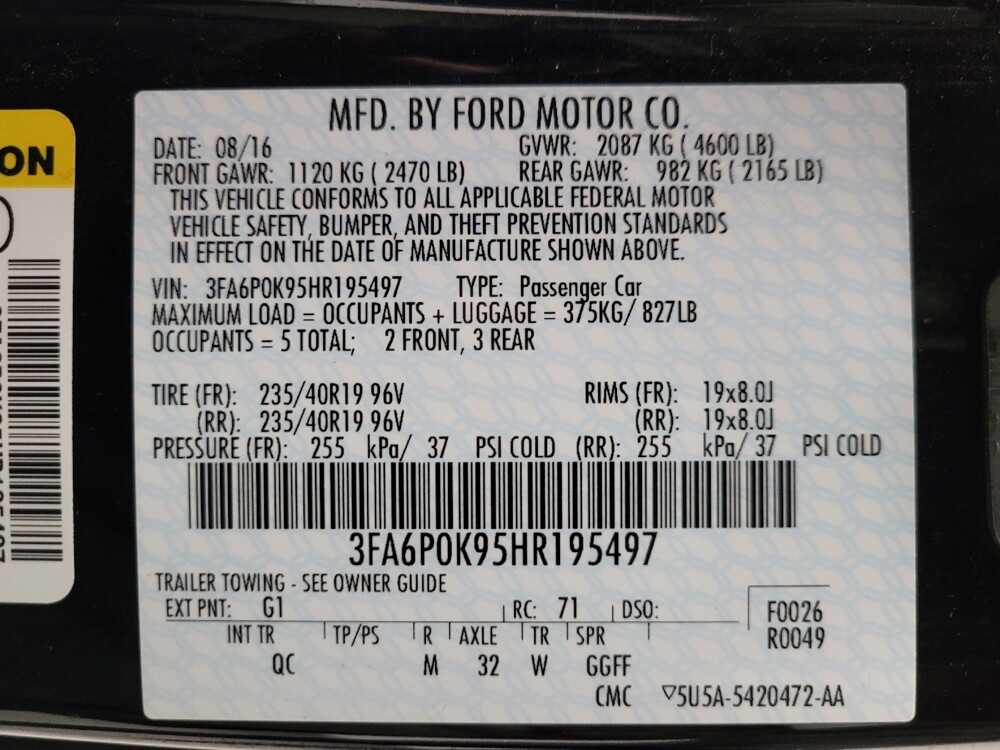 MFD. BY FORD MOTOR CO.
DATE: 08/16 GVWR: 2087 KG ( 4600 LB)
FRONT GAWR: 1120 KG ( 2470 LB) REAR GAWR: 982 KG ( 2165 LB)
THIS VEHICLE CONFORMS TO ALL APPLICABLE FEDERAL MOTOR
VEHICLE SAFETY, BUMPER, AND THEFT PREVENTION STANDARDS
IN EFFECT ON THE DATE OF MANUFACTURE SHOWN ABOVE.
VIN: 3FA6P0K95HR195497 TYPE: Passenger Car
MAXIMUM LOAD = OCCUPANTS + LUGGAGE = 375KG/ 827LB
OCCUPANTS = 5 TOTAL; 2 FRONT, 3 REAR
TIRE (FR): 235/40R19 96V RIMS (FR): 19x8.0J
(RR): 235/40R19 96V (RR): 19x8.0J
PRESSURE (FR): 255 kPa/ 37 PSI COLD (RR): 255 kPa/ 37 PSI COLD
3FA6P0K95HR195497
TRAILER TOWING - SEE OWNER GUIDE
EXT PNT: G1 RC: 71 DSO: F0026
R0049
INT TR TP/PS R AXLE TR SPR
QC M 32 W GGFF
CMC ▽5U5A-5420472-AA
ON